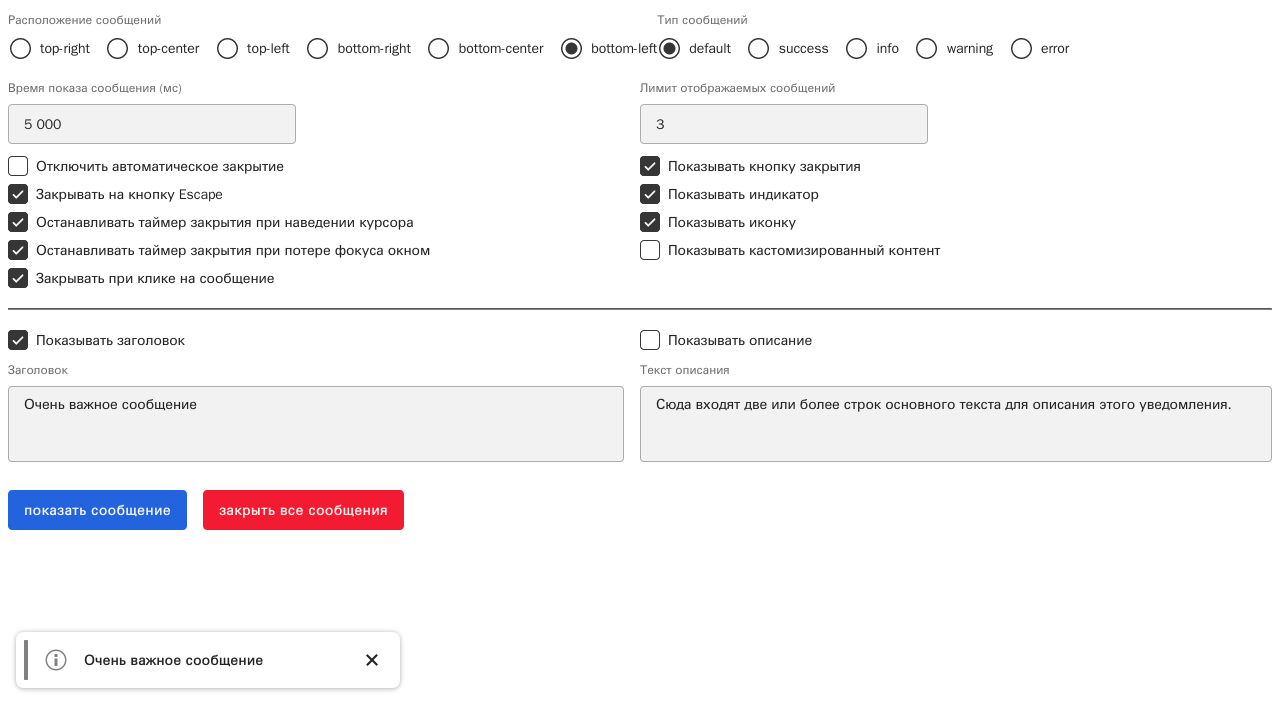 Расположение сообщений
top-right top-center top-left bottom-right bottom-center bottom-left
Тип сообщений
default success info warning error
Время показа сообщения (мс)
5 000
Лимит отображаемых сообщений
3
Отключить автоматическое закрытие
Закрывать на кнопку Escape
Останавливать таймер закрытия при наведении курсора
Останавливать таймер закрытия при потере фокуса окном
Закрывать при клике на сообщение
Показывать кнопку закрытия
Показывать индикатор
Показывать иконку
Показывать кастомизированный контент
Показывать заголовок
Заголовок
Очень важное сообщение
Показывать описание
Текст описания
Сюда входят две или более строк основного текста для описания этого уведомления.
показать сообщение
закрыть все сообщения
Очень важное сообщение